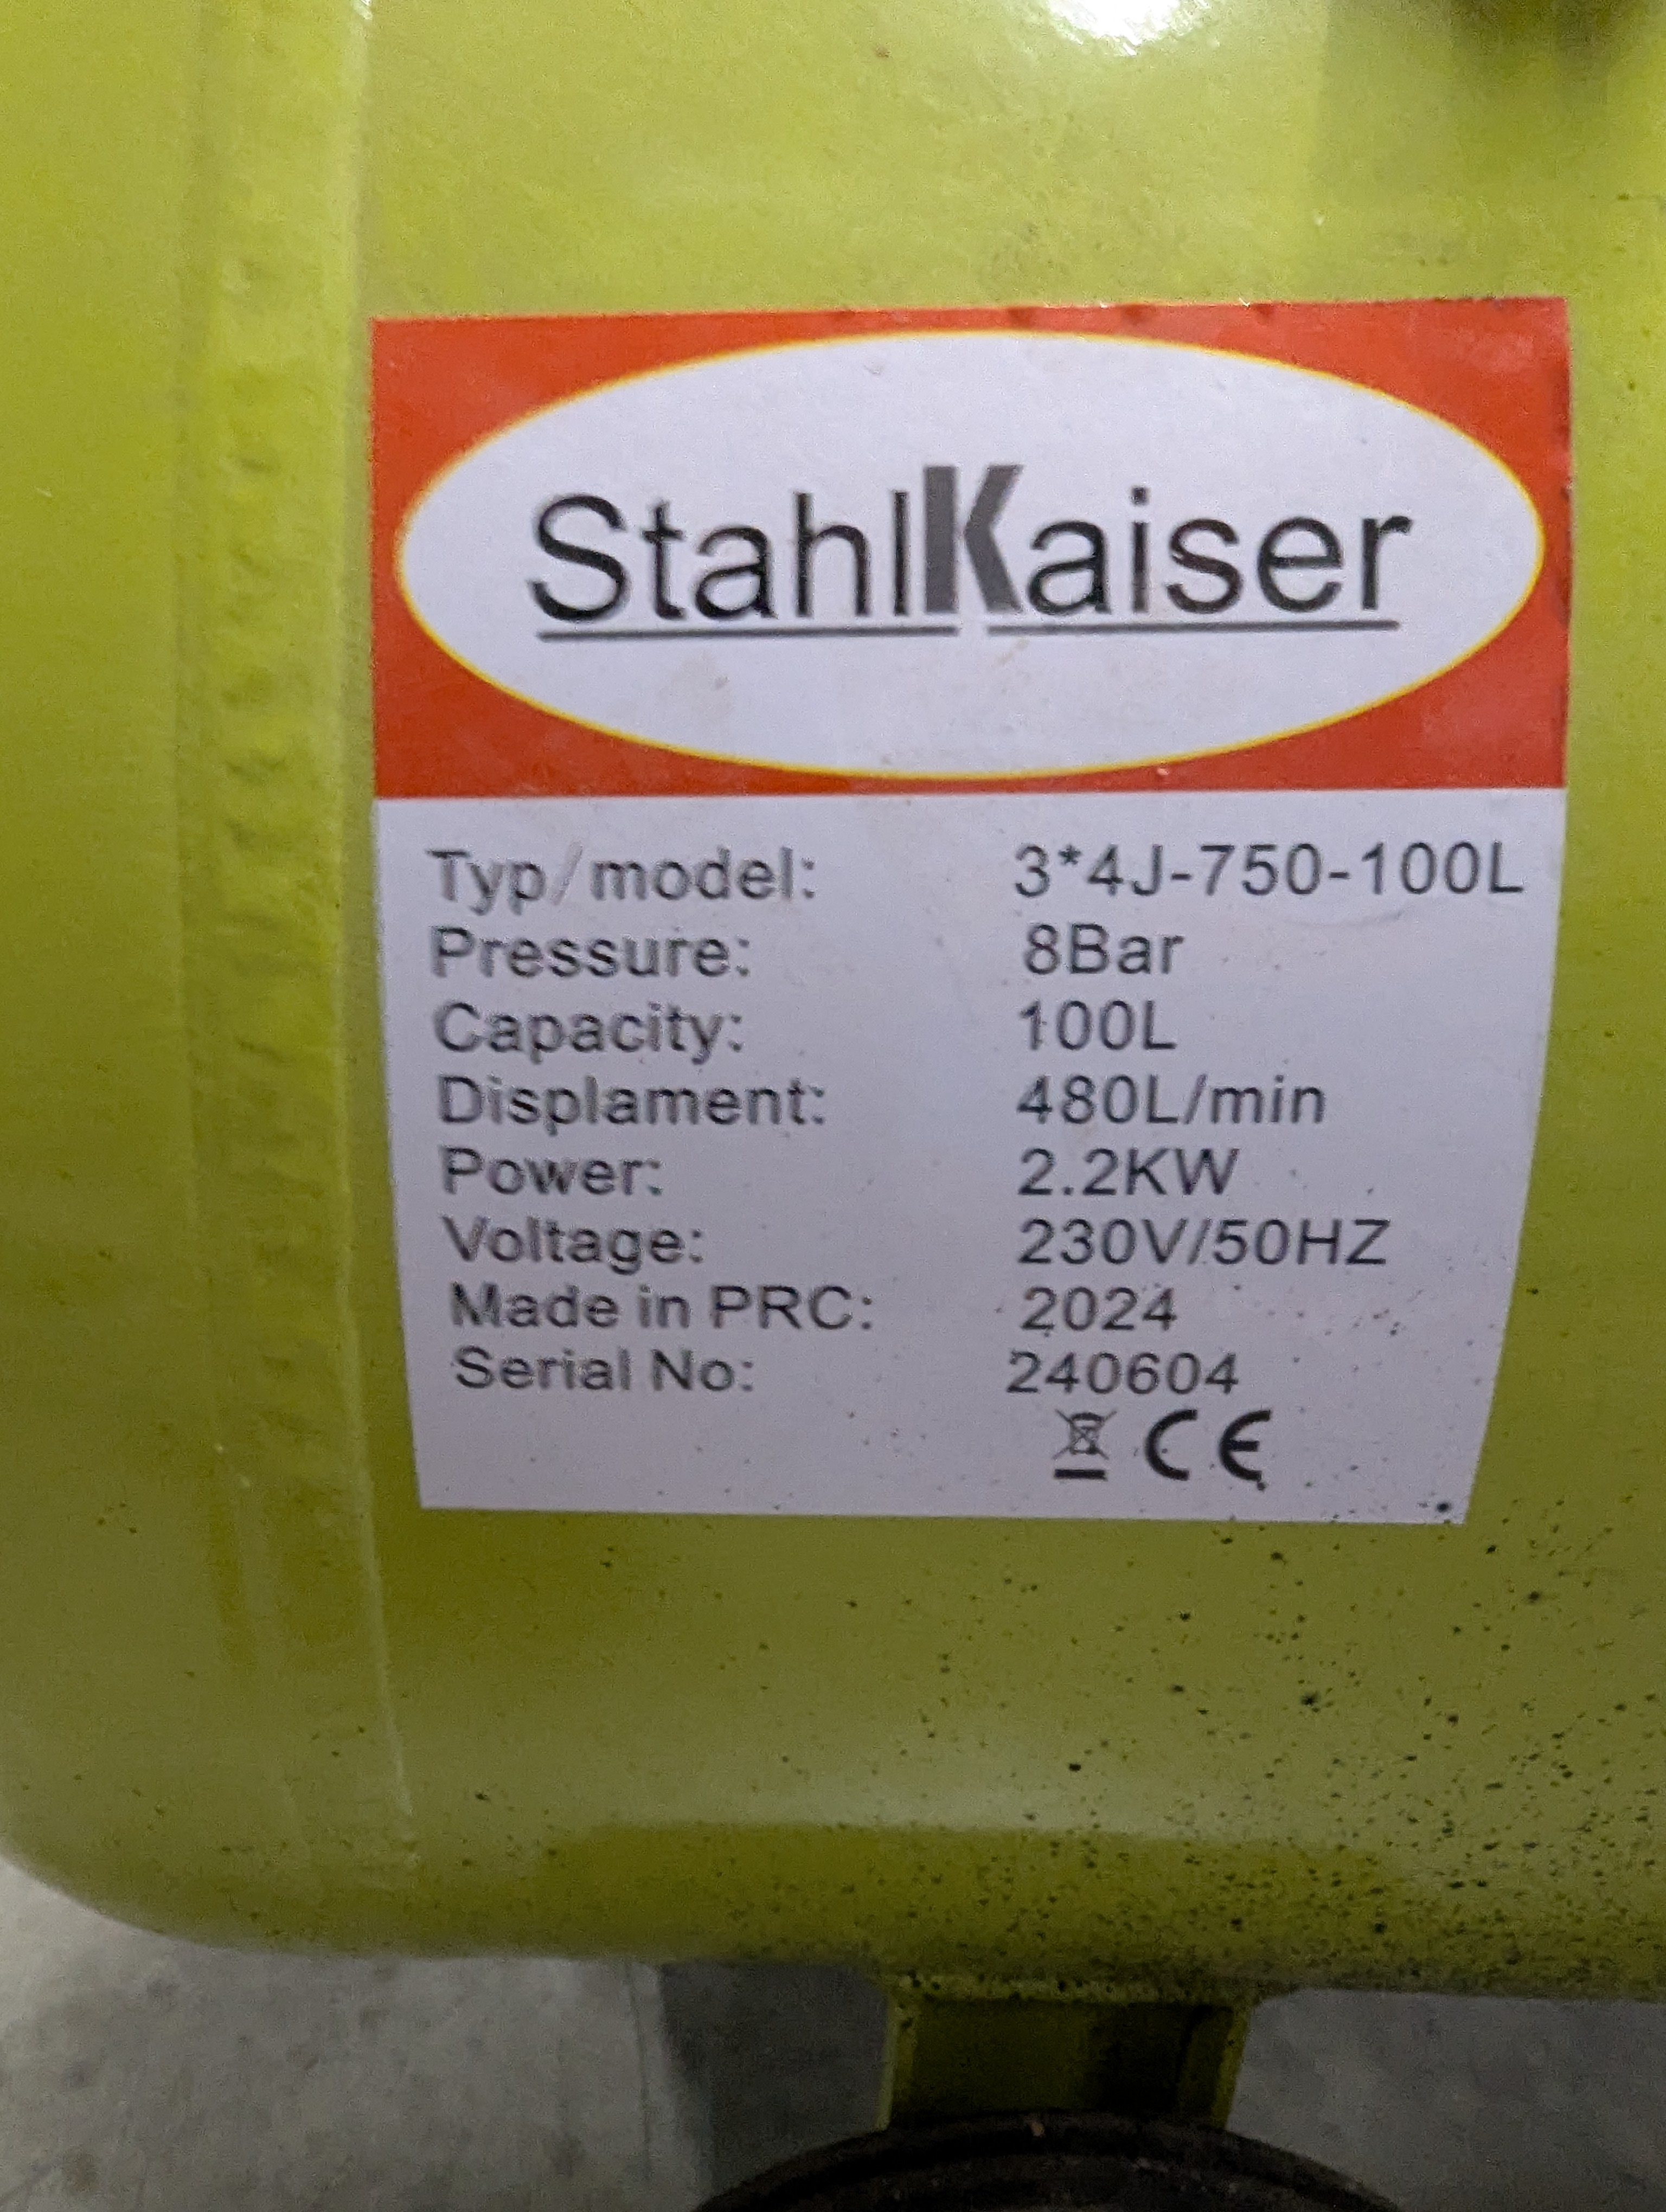 StahlKaiser
Typ/model: 3*4J-750-100L
Pressure: 8Bar
Capacity: 100L
Displament: 480L/min
Power: 2.2KW
Voltage: 230V/50HZ
Made in PRC: 2024
Serial No: 240604
CE